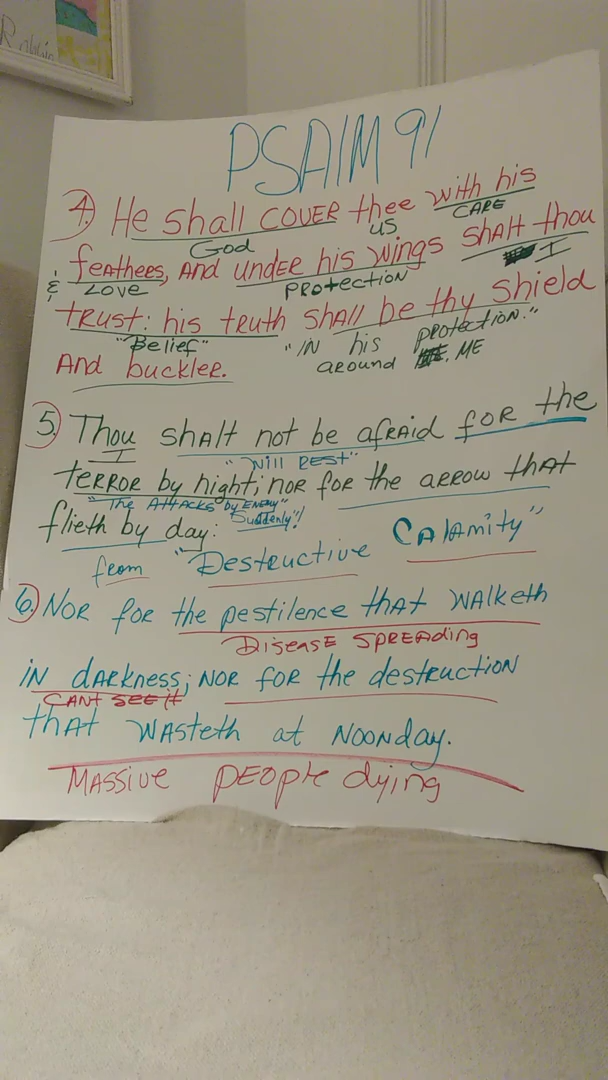 Robin
PSAlM 91
4. He shall COVER thee with his
God us CARE
feathers, And under his wings shAlt thou
& Love PROTECTION I
TRUST: his TRUTh ShAll be thy shield
"Belief" "IN his protection."
And buckler. around ME
5. Thou shAlt not be afRAID foR the
I "Will REST"
teRROR by night; noR foR the ARROW thAt
"The ATTACKS by ENEMY" Suddenly"!
flieth by day:
from "Destructive CAlAmity"
6. NOR foR the pestilence thAT WAlketh
DiseASE SPREAding
iN dARkness; NOR foR the destRuction
CANt SEE it
thAT WASTeth at NOONday.
MASSive PEOPle dying